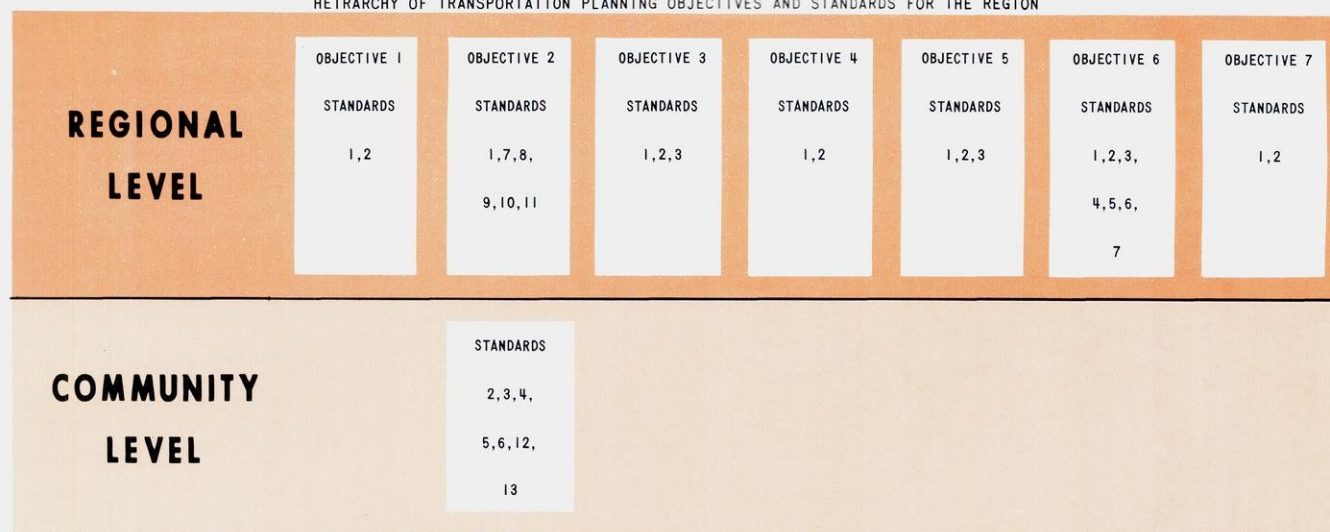 HEIRARCHY OF TRANSPORTATION PLANNING OBJECTIVES AND STANDARDS FOR THE REGION
REGIONAL
LEVEL
OBJECTIVE 1
STANDARDS
1,2
OBJECTIVE 2
STANDARDS
1,7,8,
9,10,11
OBJECTIVE 3
STANDARDS
1,2,3
OBJECTIVE 4
STANDARDS
1,2
OBJECTIVE 5
STANDARDS
1,2,3
OBJECTIVE 6
STANDARDS
1,2,3,
4,5,6,
7
OBJECTIVE 7
STANDARDS
1,2
COMMUNITY
LEVEL
STANDARDS
2,3,4,
5,6,12,
13